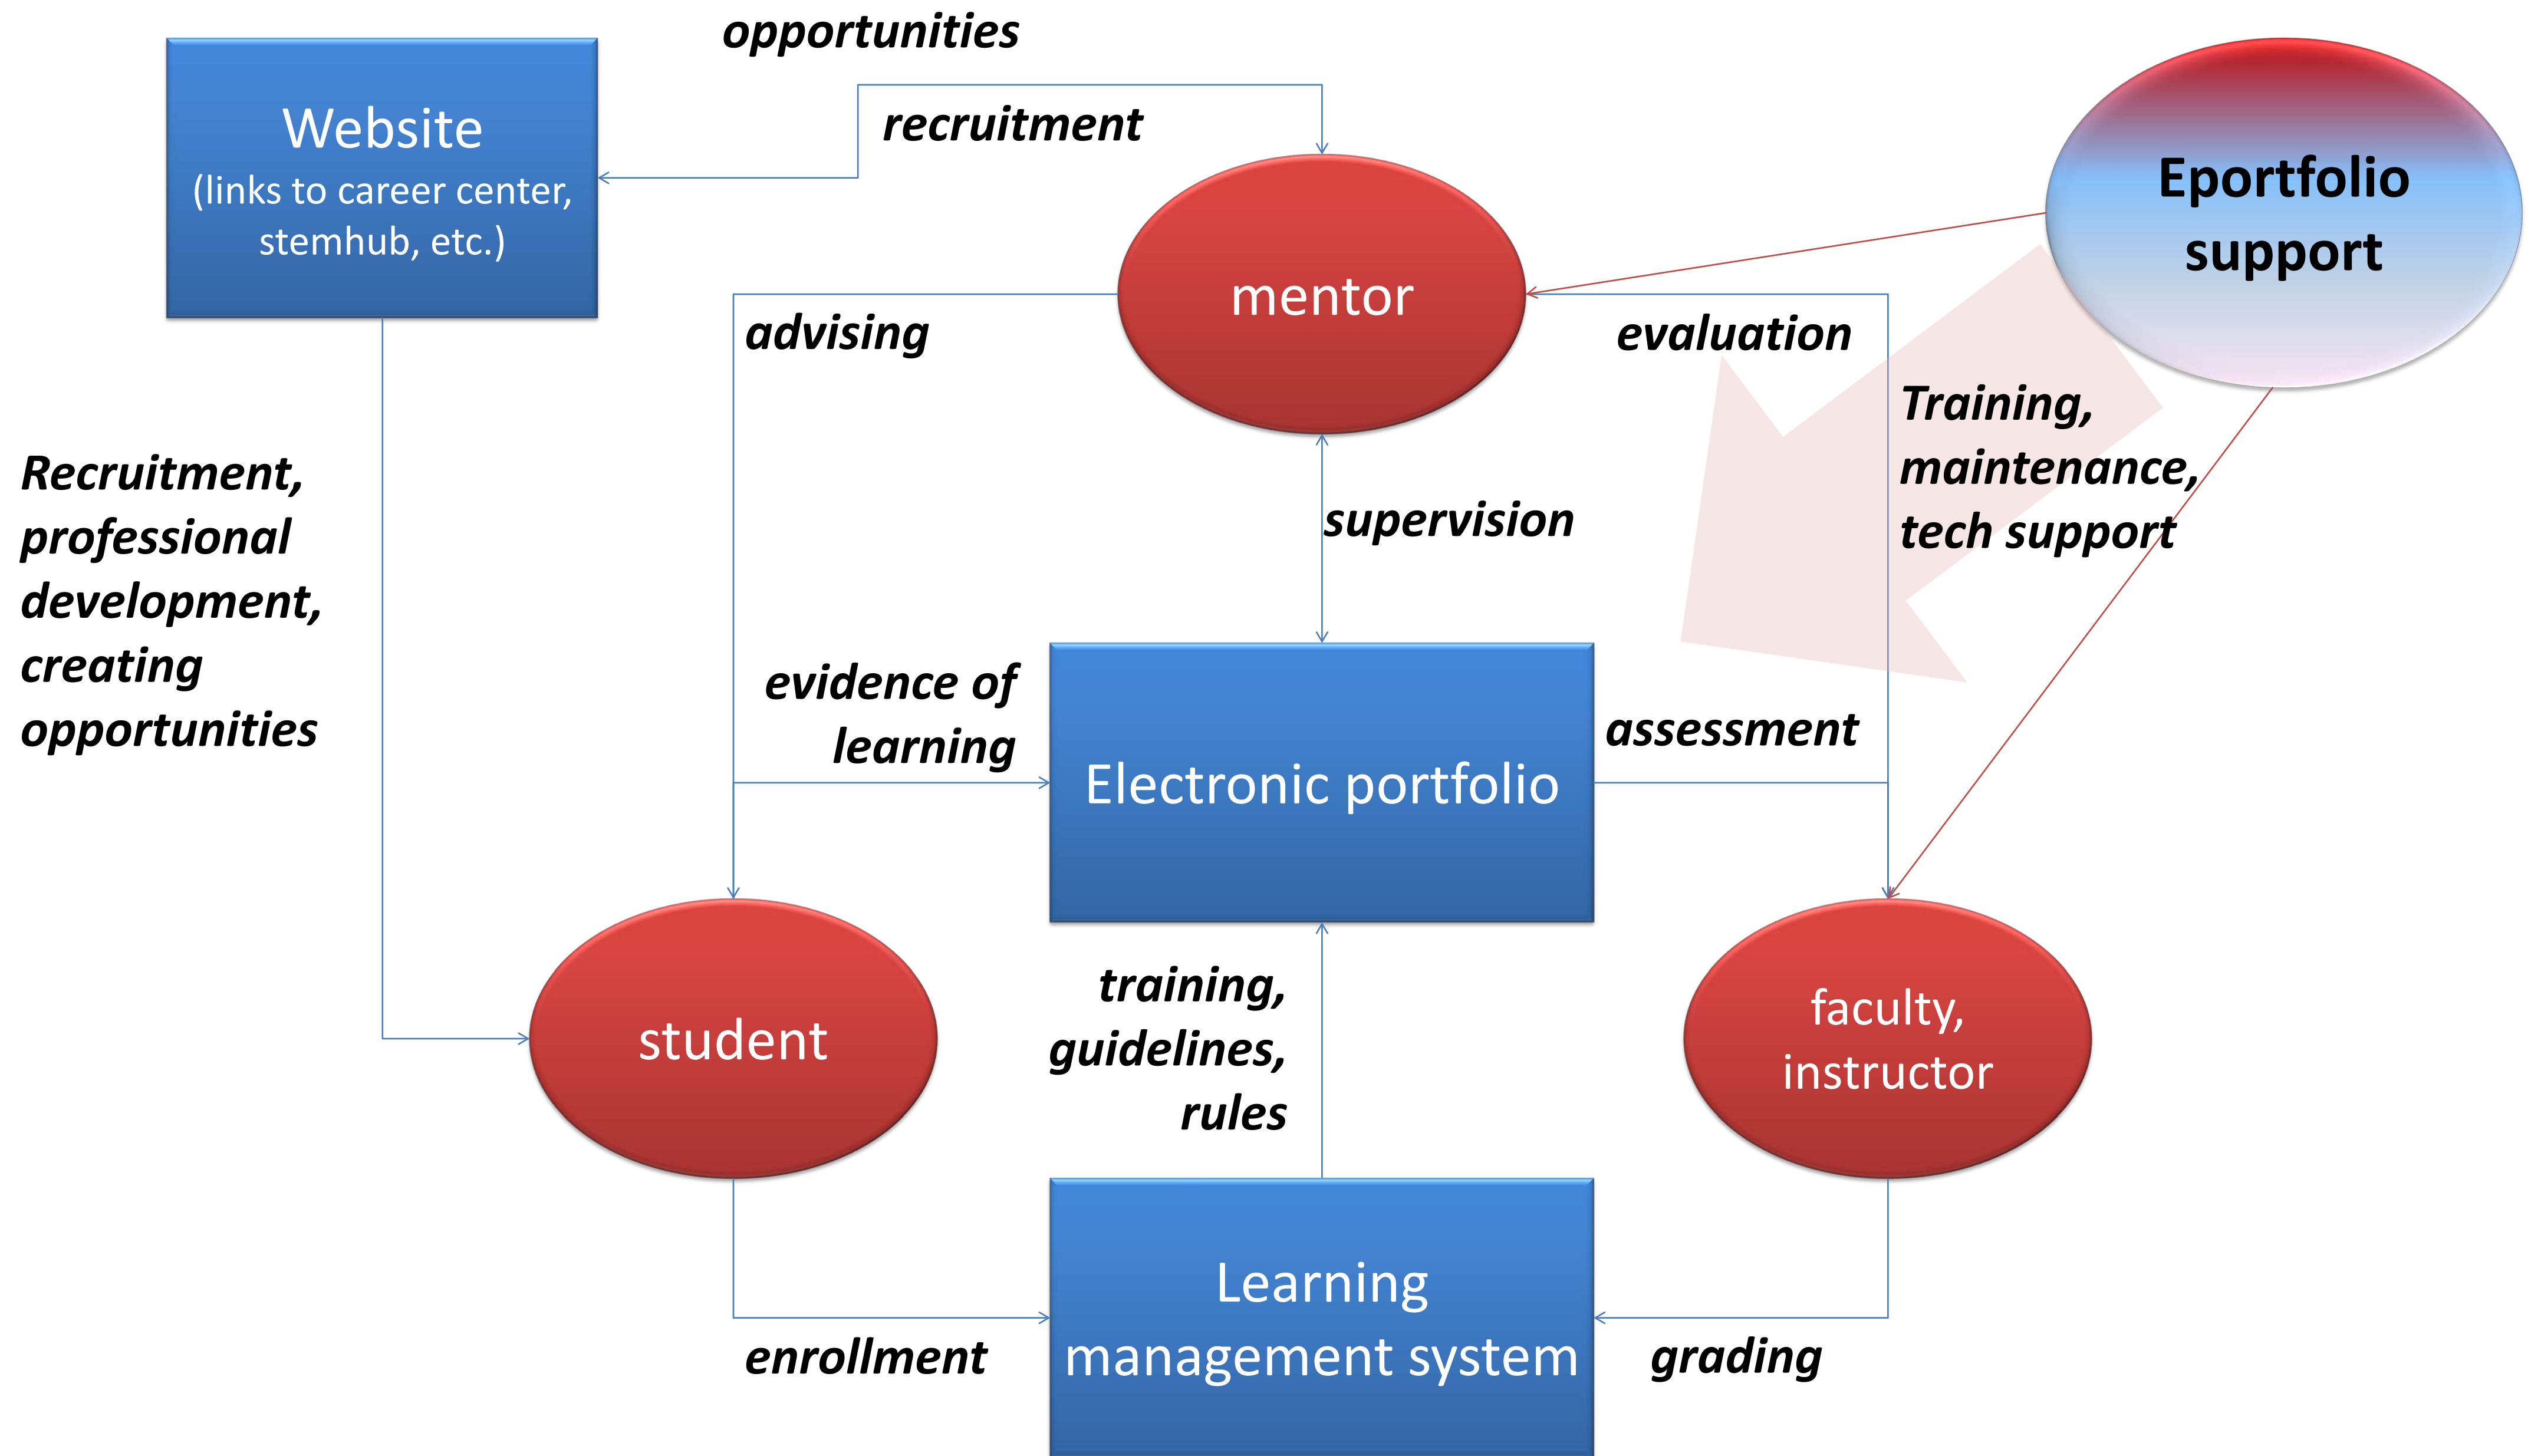 opportunities
Website
(links to career center,
stemhub, etc.)
recruitment
Eportfolio
support
mentor
advising
evaluation
Training,
maintenance,
tech support
Recruitment,
professional
development,
creating
opportunities
supervision
evidence of
learning
Electronic portfolio
assessment
training,
guidelines,
rules
student
faculty,
instructor
Learning
management system
enrollment
grading